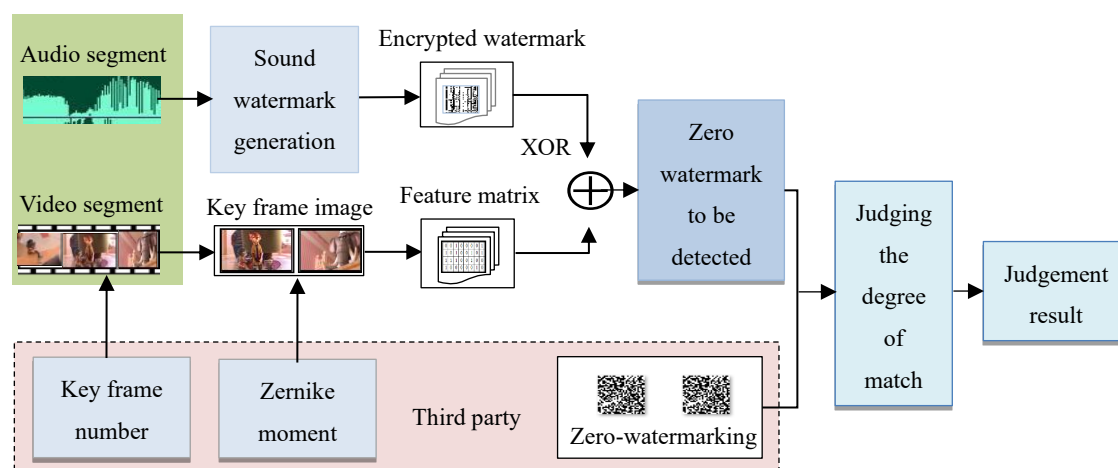 Audio segment
Sound
watermark
generation
Encrypted watermark
XOR
Zero
watermark
to be
detected
Video segment
Key frame image
Feature matrix
Judging
the
degree
of
match
Judgement
result
Key frame
number
Zernike
moment
Third party
Zero-watermarking